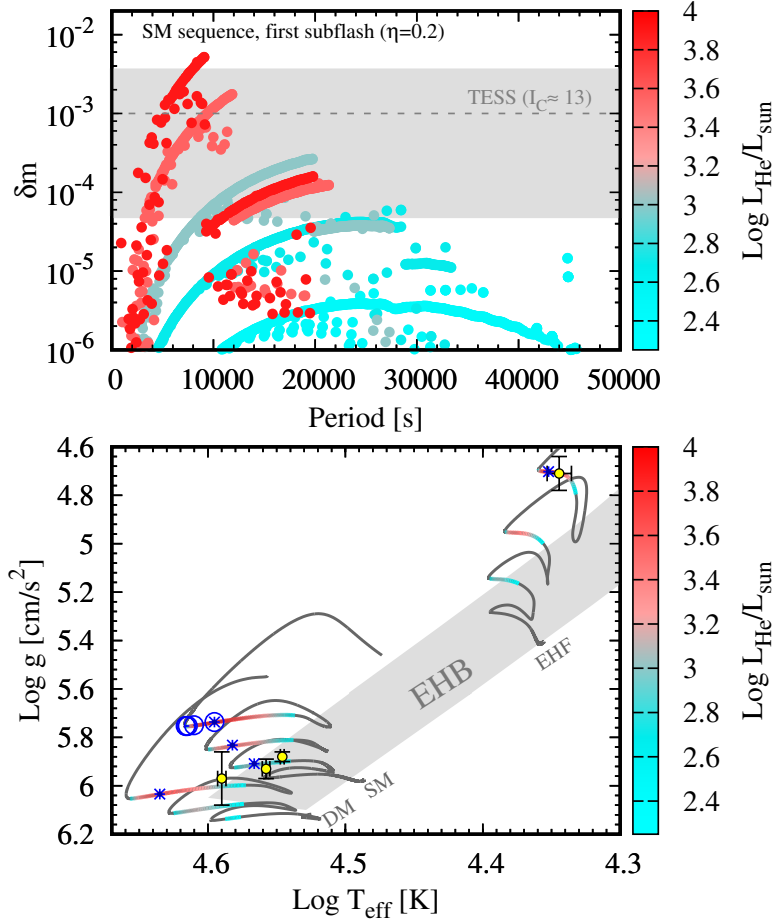 SM sequence, first subflash (η=0.2)
TESS (I_C≈ 13)
δm
10^-2
10^-3
10^-4
10^-5
10^-6
0 10000 20000 30000 40000 50000
Period [s]
4
3.8
3.6
3.4
3.2
3
2.8
2.6
2.4
Log L_He/L_sun
Log g [cm/s^2]
4.6
4.8
5
5.2
5.4
5.6
5.8
6
6.2
EHB
EHF
SM
DM
4.6 4.5 4.4 4.3
Log T_eff [K]
4
3.8
3.6
3.4
3.2
3
2.8
2.6
2.4
Log L_He/L_sun